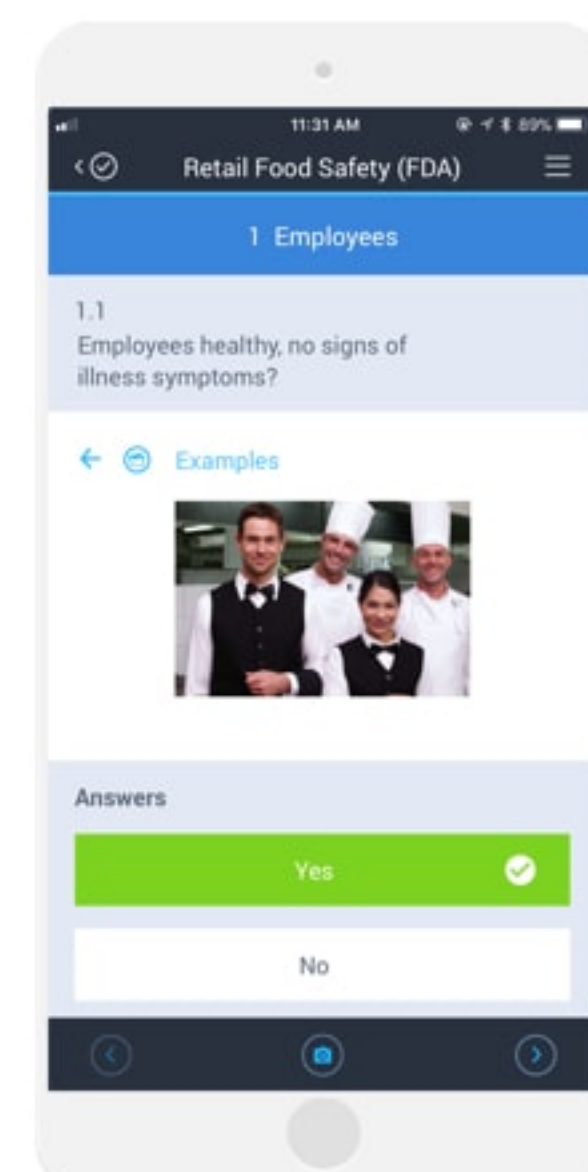 11:31 AM
89%
Retail Food Safety (FDA)
1 Employees
1.1
Employees healthy, no signs of
illness symptoms?
Examples
Answers
Yes
No